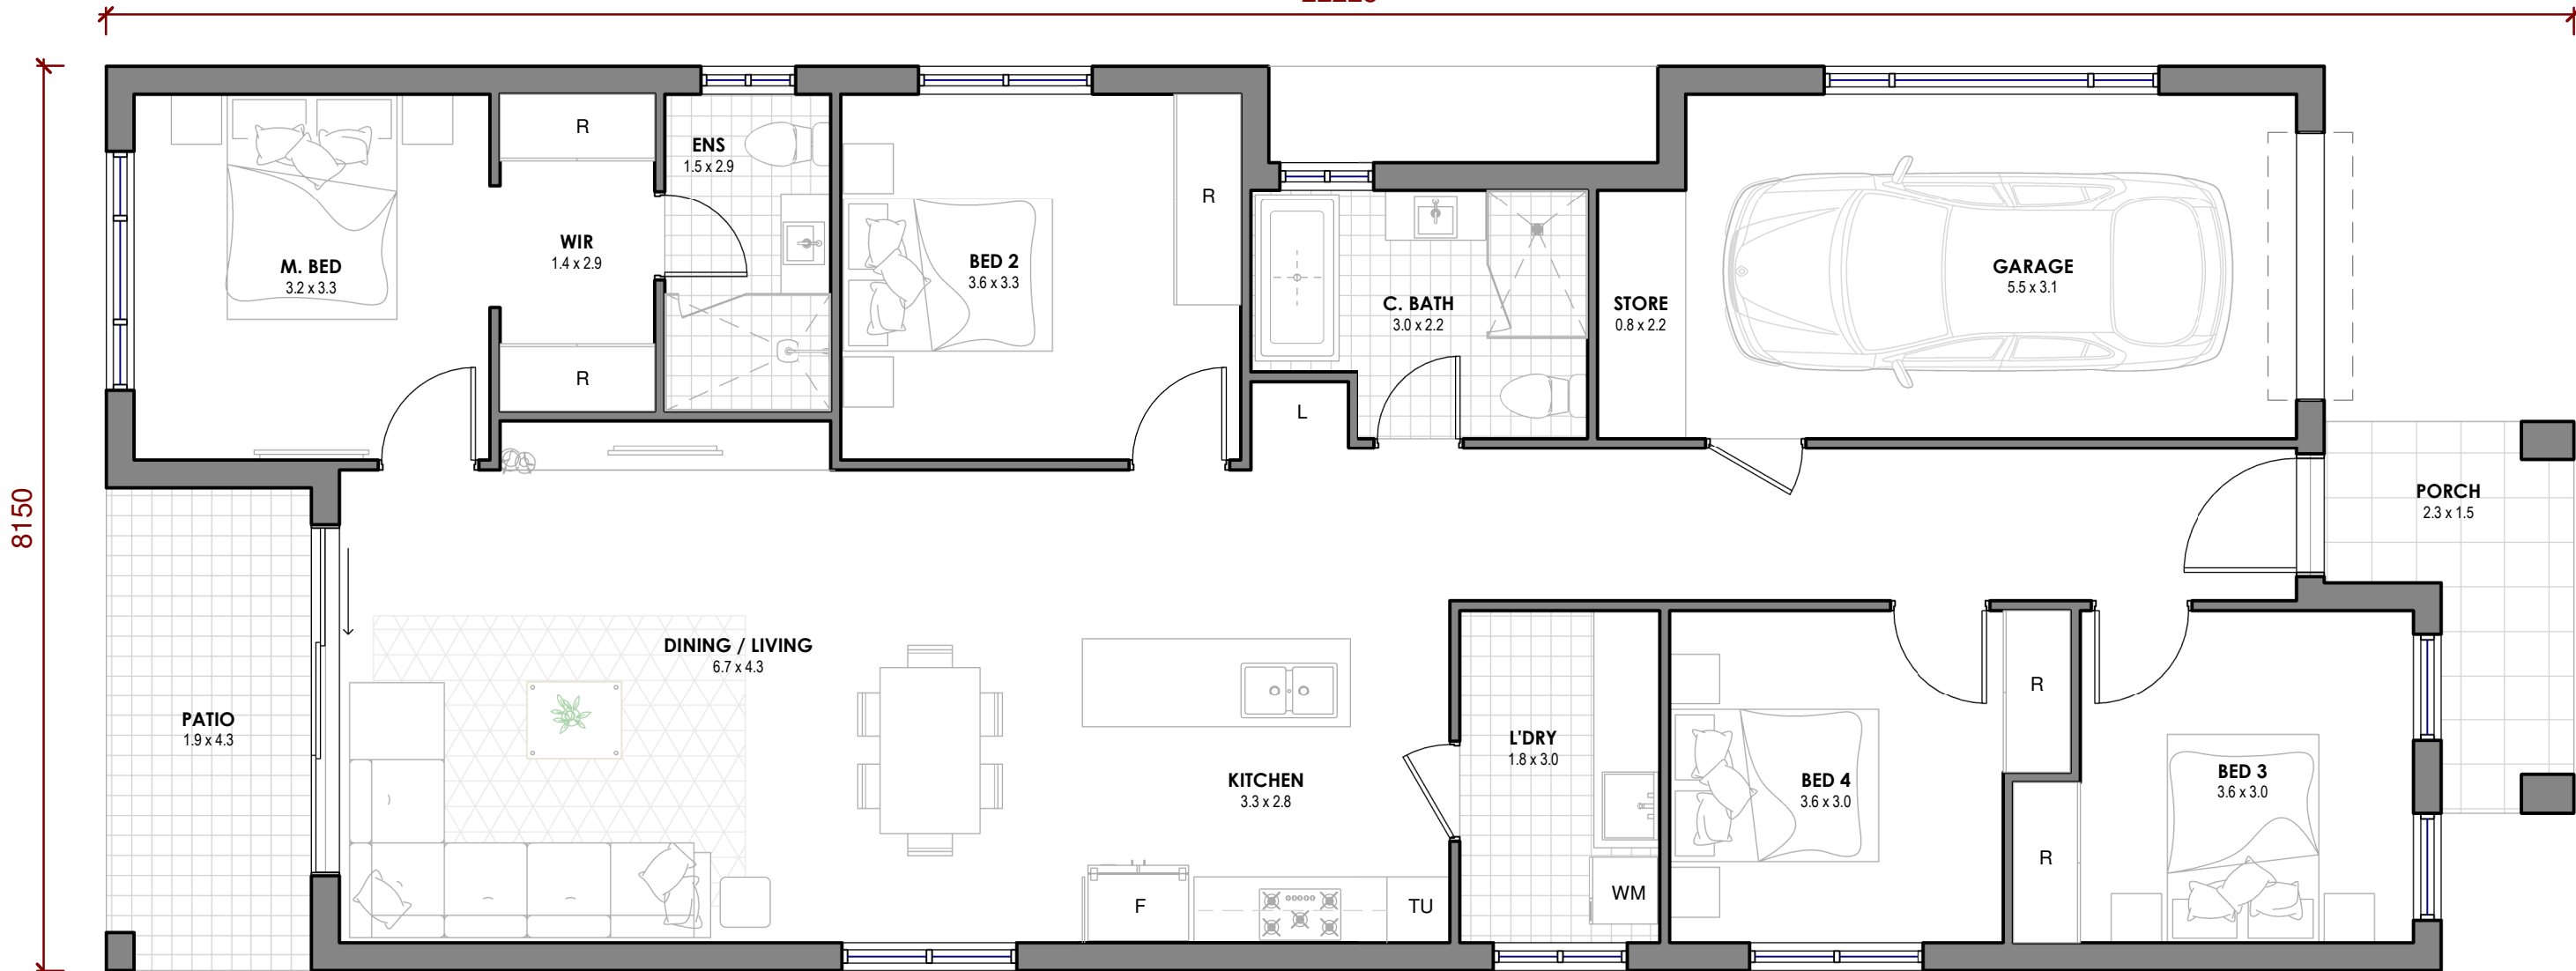 8150
M. BED
3.2 x 3.3
R
WIR
1.4 x 2.9
R
ENS
1.5 x 2.9
BED 2
3.6 x 3.3
R
C. BATH
3.0 x 2.2
L
STORE
0.8 x 2.2
GARAGE
5.5 x 3.1
PORCH
2.3 x 1.5
PATIO
1.9 x 4.3
DINING / LIVING
6.7 x 4.3
KITCHEN
3.3 x 2.8
F
TU
L'DRY
1.8 x 3.0
WM
BED 4
3.6 x 3.0
R
R
BED 3
3.6 x 3.0